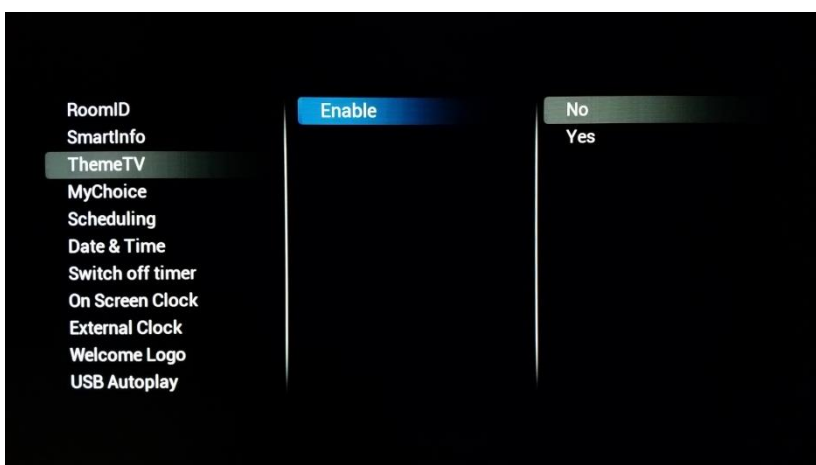 RoomID
SmartInfo
ThemeTV
MyChoice
Scheduling
Date & Time
Switch off timer
On Screen Clock
External Clock
Welcome Logo
USB Autoplay
Enable
No
Yes